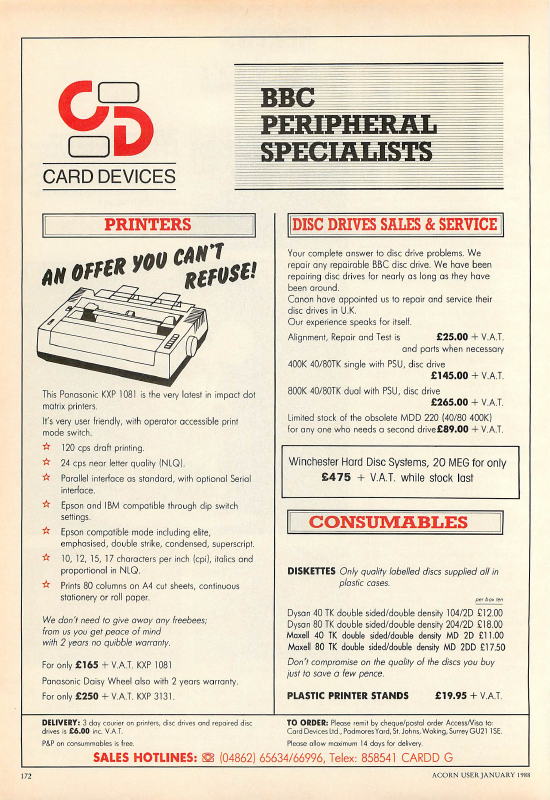 CD
CARD DEVICES
BBC
PERIPHERAL
SPECIALISTS
PRINTERS
AN OFFER YOU CAN'T
REFUSE!
This Panasonic KXP 1081 is the very latest in impact dot
matrix printers.
It's very user friendly, with operator accessible print
mode switch.
☆ 120 cps draft printing.
☆ 24 cps near letter quality (NLQ).
☆ Parallel interface as standard, with optional Serial
interface.
☆ Epson and IBM compatible through dip switch
settings.
☆ Epson compatible mode including elite,
emphasised, double strike, condensed, superscript.
☆ 10, 12, 15, 17 characters per inch (cpi), italics and
proportional in NLQ.
☆ Prints 80 columns on A4 cut sheets, continuous
stationery or roll paper.
We don't need to give away any freebees;
from us you get peace of mind
with 2 years no quibble warranty.
For only £165 + V.A.T. KXP 1081
Panasonic Daisy Wheel also with 2 years warranty.
For only £250 + V.A.T. KXP 3131.
DISC DRIVES SALES & SERVICE
Your complete answer to disc drive problems. We
repair any repairable BBC disc drive. We have been
repairing disc drives for nearly as long as they have
been around.
Canon have appointed us to repair and service their
disc drives in U.K.
Our experience speaks for itself.
Alignment, Repair and Test is £25.00 + V.A.T.
and parts when necessary
400K 40/80TK single with PSU, disc drive
£145.00 + V.A.T.
800K 40/80TK dual with PSU, disc drive
£265.00 + V.A.T.
Limited stock of the obsolete MDD 220 (40/80 400K)
for any one who needs a second drive £89.00 + V.A.T.
Winchester Hard Disc Systems, 20 MEG for only
£475 + V.A.T. while stock last
CONSUMABLES
DISKETTES Only quality labelled discs supplied all in
plastic cases.
per box ten
Dysan 40 TK double sided/double density 104/2D £12.00
Dysan 80 TK double sided/double density 204/2D £18.00
Maxell 40 TK double sided/double density MD 2D £11.00
Maxell 80 TK double sided/double density MD 2DD £17.50
Don't compromise on the quality of the discs you buy
just to save a few pence.
PLASTIC PRINTER STANDS £19.95 + V.A.T.
DELIVERY: 3 day courier on printers, disc drives and repaired disc
drives is £6.00 inc. V.A.T.
P&P on consummables is free.
TO ORDER: Please remit by cheque/postal order Access/Visa to:
Card Devices Ltd., Padmores Yard, St. Johns, Woking, Surrey GU21 1SE.
Please allow maximum 14 days for delivery.
SALES HOTLINES: ☎ (04862) 65634/66996, Telex: 858541 CARDD G
172
ACORN USER JANUARY 1988